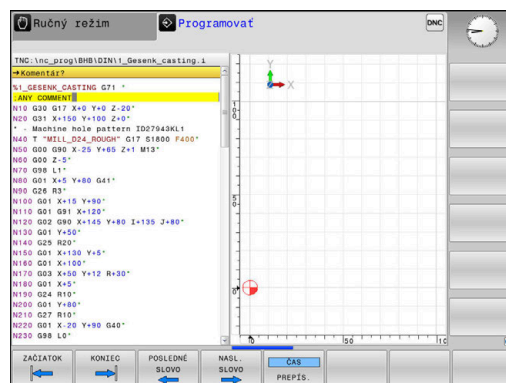 Ručný režim
Programovať
DNC
TNC:\nc_prog\BHB\DIN\1_Gesenk_casting.i
→Komentár?
%1_GESENK_CASTING G71 *
;ANY COMMENT
N10 G30 G17 X+0 Y+0 Z-20*
N20 G31 X+150 Y+100 Z+0*
* - Machine hole pattern ID27943KL1
N40 T "MILL_D24_ROUGH" G17 S1800 F400*
N50 G00 G90 X-25 Y+65 Z+1 M13*
N60 G00 Z-5*
N70 G98 L1*
N80 G01 X+5 Y+80 G41*
N90 G26 R3*
N100 G01 X+15 Y+90*
N110 G01 G91 X+120*
N120 G02 G90 X+145 Y+80 I+135 J+80*
N130 G01 Y+50*
N140 G25 R20*
N150 G01 X+130 Y+5*
N160 G01 X+100*
N170 G03 X+50 Y+12 R+30*
N180 G01 X+5*
N190 G24 R10*
N200 G01 Y+80*
N210 G27 R10*
N220 G01 X-20 Y+90 G40*
N230 G98 L0*
Y
X
100
50
0
0
50
10
ZAČIATOK
KONIEC
POSLEDNÉ
SLOVO
NASL.
SLOVO
ČAS
PREPÍS.